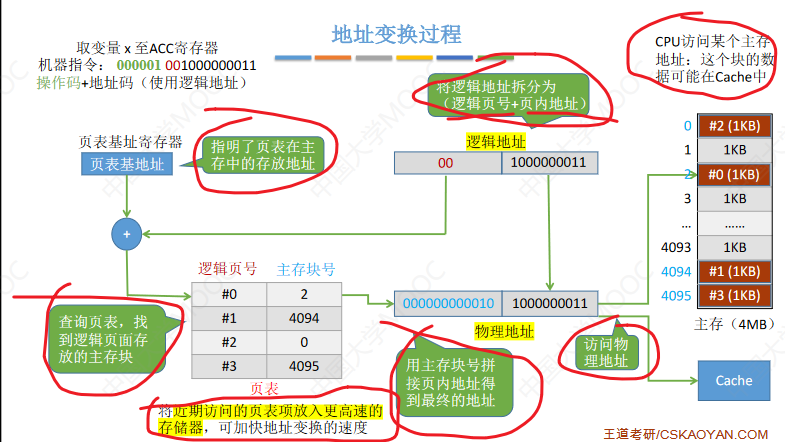 地址变换过程
取变量 x 至ACC寄存器
机器指令： 000001 001000000011
操作码+地址码（使用逻辑地址）
CPU访问某个主存
地址：这个块的数
据可能在Cache中
将逻辑地址拆分为
（逻辑页号+页内地址）
页表基址寄存器
页表基地址
指明了页表在主
存中的存放地址
逻辑地址
00 1000000011
+
0 #2 (1KB)
1 1KB
2 #0 (1KB)
3 1KB
... ......
4093 1KB
4094 #1 (1KB)
4095 #3 (1KB)
主存（4MB）
逻辑页号 主存块号
#0 2
#1 4094
#2 0
#3 4095
页表
查询页表，找
到逻辑页面存
放的主存块
000000000010 1000000011
物理地址
用主存块号拼
接页内地址得
到最终的地址
访问物
理地址
Cache
将近期访问的页表项放入更高速的
存储器，可加快地址变换的速度
王道考研/CSKAOYAN.COM
中国大学MOOC